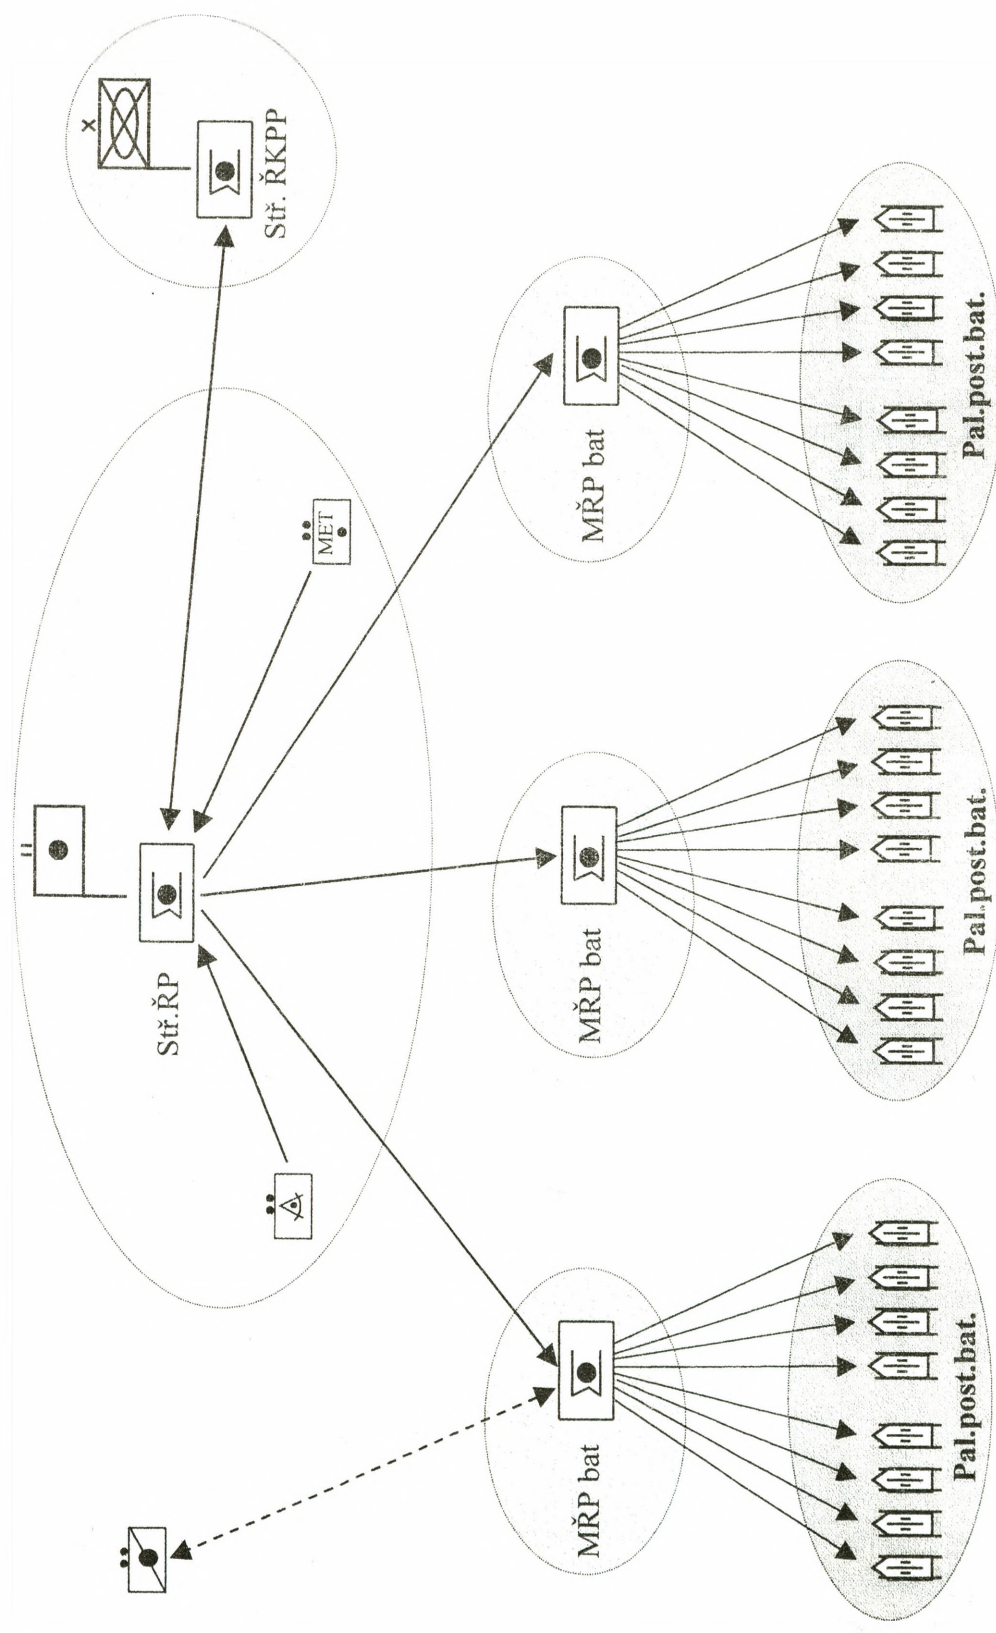 x
Stř. ŘKPP
Stř.ŘP
MET
MŘP bat
MŘP bat
MŘP bat
Pal.post.bat.
Pal.post.bat.
Pal.post.bat.